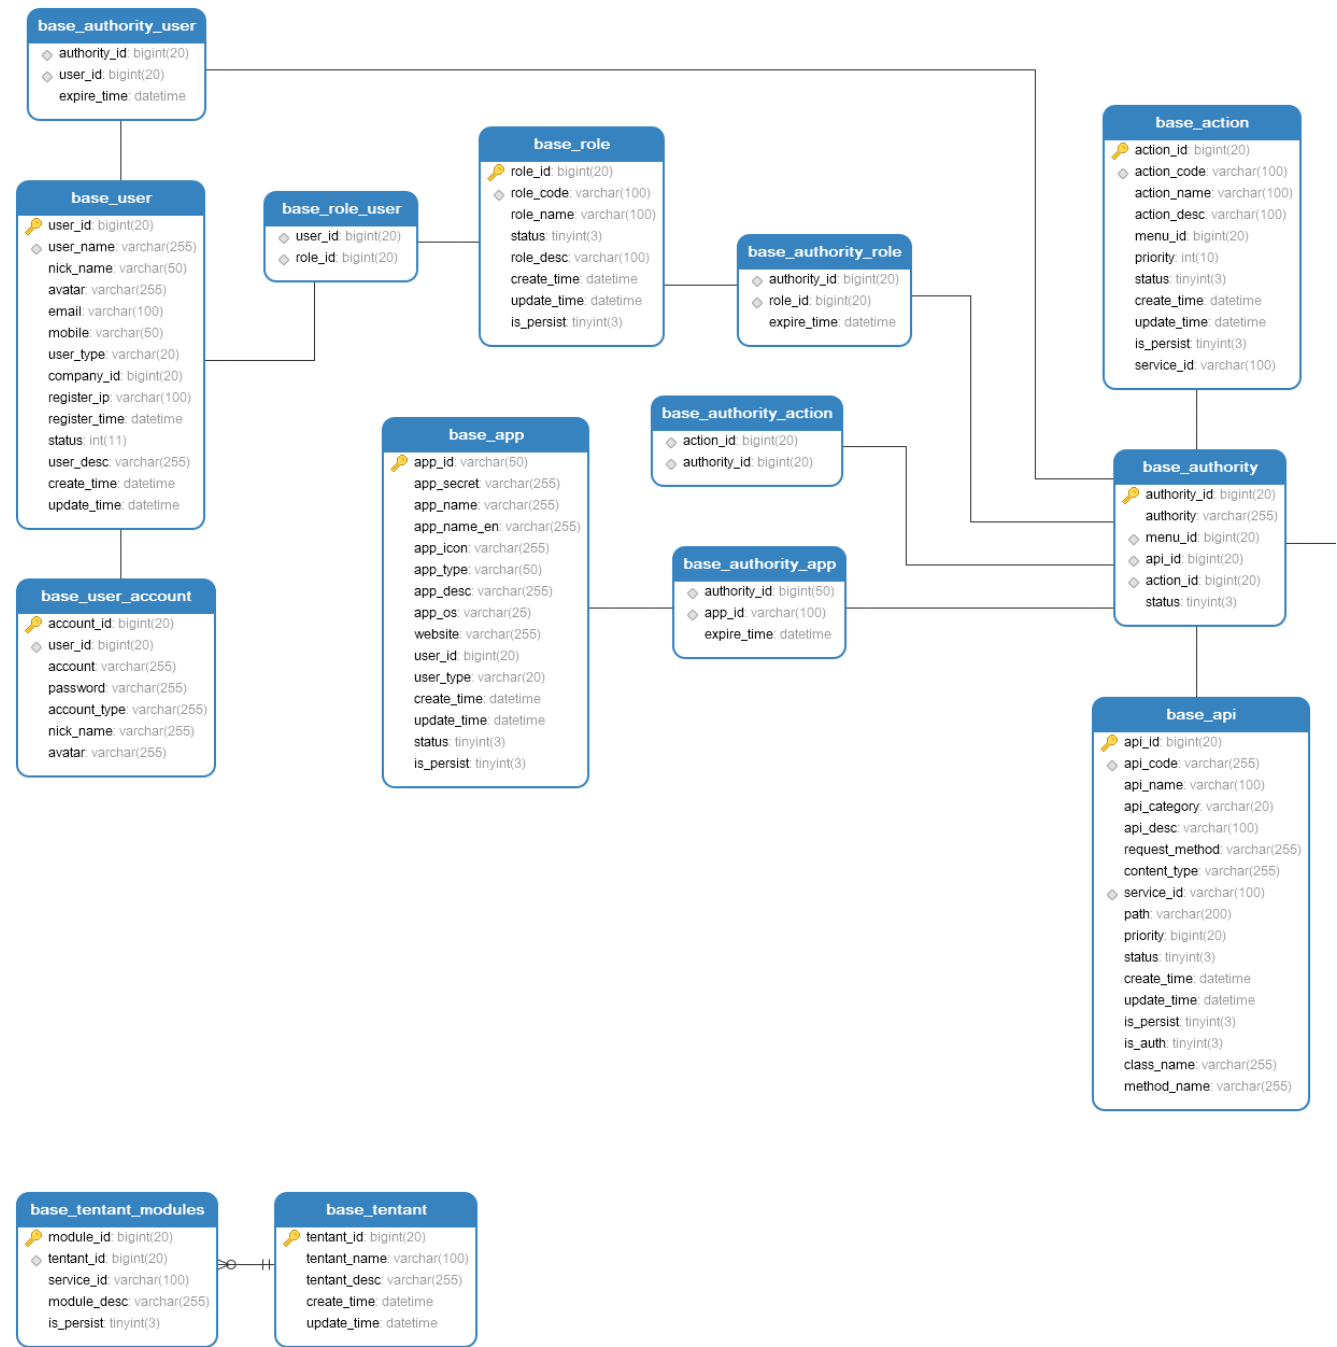 base_authority_user
authority_id: bigint(20)
user_id: bigint(20)
expire_time: datetime
base_user
user_id: bigint(20)
user_name: varchar(255)
nick_name: varchar(50)
avatar: varchar(255)
email: varchar(100)
mobile: varchar(50)
user_type: varchar(20)
company_id: bigint(20)
register_ip: varchar(100)
register_time: datetime
status: int(11)
user_desc: varchar(255)
create_time: datetime
update_time: datetime
base_user_account
account_id: bigint(20)
user_id: bigint(20)
account: varchar(255)
password: varchar(255)
account_type: varchar(255)
nick_name: varchar(255)
avatar: varchar(255)
base_role_user
user_id: bigint(20)
role_id: bigint(20)
base_role
role_id: bigint(20)
role_code: varchar(100)
role_name: varchar(100)
status: tinyint(3)
role_desc: varchar(100)
create_time: datetime
update_time: datetime
is_persist: tinyint(3)
base_authority_role
authority_id: bigint(20)
role_id: bigint(20)
expire_time: datetime
base_app
app_id: varchar(50)
app_secret: varchar(255)
app_name: varchar(255)
app_name_en: varchar(255)
app_icon: varchar(255)
app_type: varchar(50)
app_desc: varchar(255)
app_os: varchar(25)
website: varchar(255)
user_id: bigint(20)
user_type: varchar(20)
create_time: datetime
update_time: datetime
status: tinyint(3)
is_persist: tinyint(3)
base_authority_action
action_id: bigint(20)
authority_id: bigint(20)
base_authority_app
authority_id: bigint(50)
app_id: varchar(100)
expire_time: datetime
base_action
action_id: bigint(20)
action_code: varchar(100)
action_name: varchar(100)
action_desc: varchar(100)
menu_id: bigint(20)
priority: int(10)
status: tinyint(3)
create_time: datetime
update_time: datetime
is_persist: tinyint(3)
service_id: varchar(100)
base_authority
authority_id: bigint(20)
authority: varchar(255)
menu_id: bigint(20)
api_id: bigint(20)
action_id: bigint(20)
status: tinyint(3)
base_api
api_id: bigint(20)
api_code: varchar(255)
api_name: varchar(100)
api_category: varchar(20)
api_desc: varchar(100)
request_method: varchar(255)
content_type: varchar(255)
service_id: varchar(100)
path: varchar(200)
priority: bigint(20)
status: tinyint(3)
create_time: datetime
update_time: datetime
is_persist: tinyint(3)
is_auth: tinyint(3)
class_name: varchar(255)
method_name: varchar(255)
base_tentant_modules
module_id: bigint(20)
tentant_id: bigint(20)
service_id: varchar(100)
module_desc: varchar(255)
is_persist: tinyint(3)
base_tentant
tentant_id: bigint(20)
tentant_name: varchar(100)
tentant_desc: varchar(255)
create_time: datetime
update_time: datetime